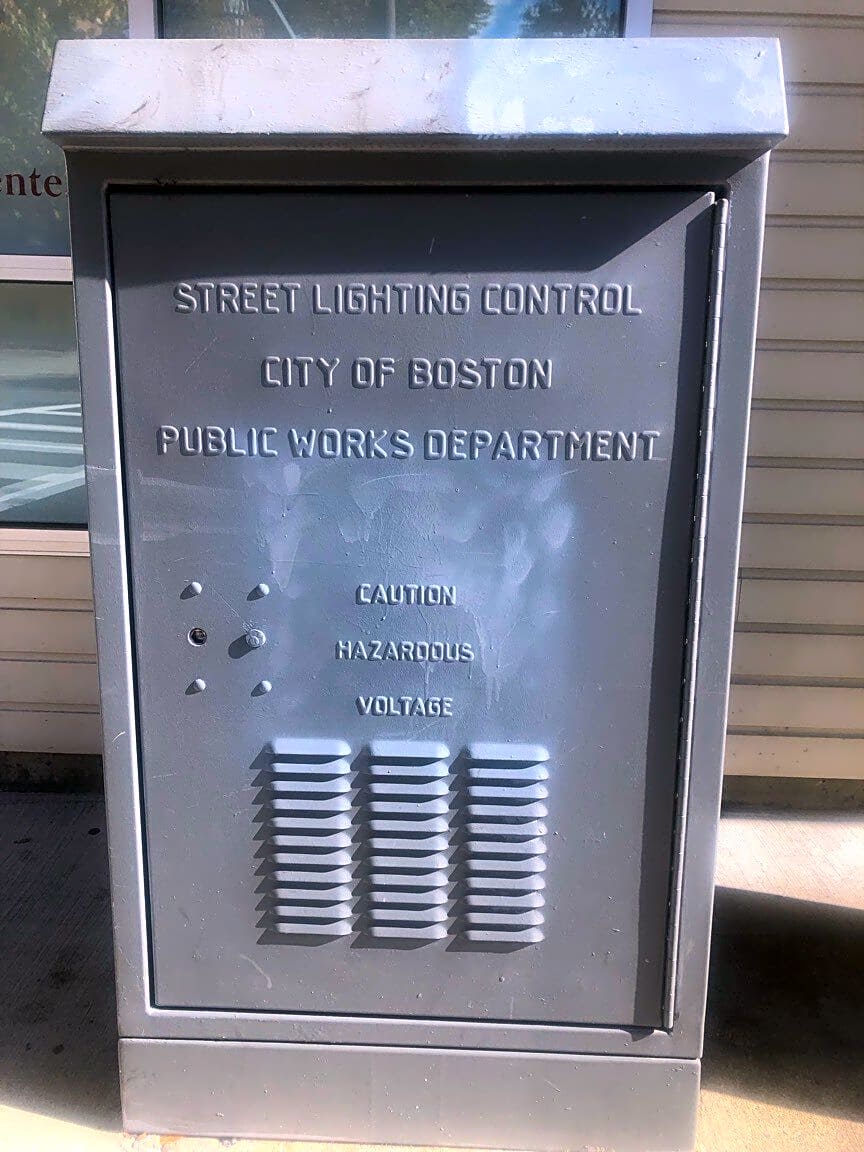 STREET LIGHTING CONTROL
CITY OF BOSTON
PUBLIC WORKS DEPARTMENT
CAUTION
HAZARDOUS
VOLTAGE